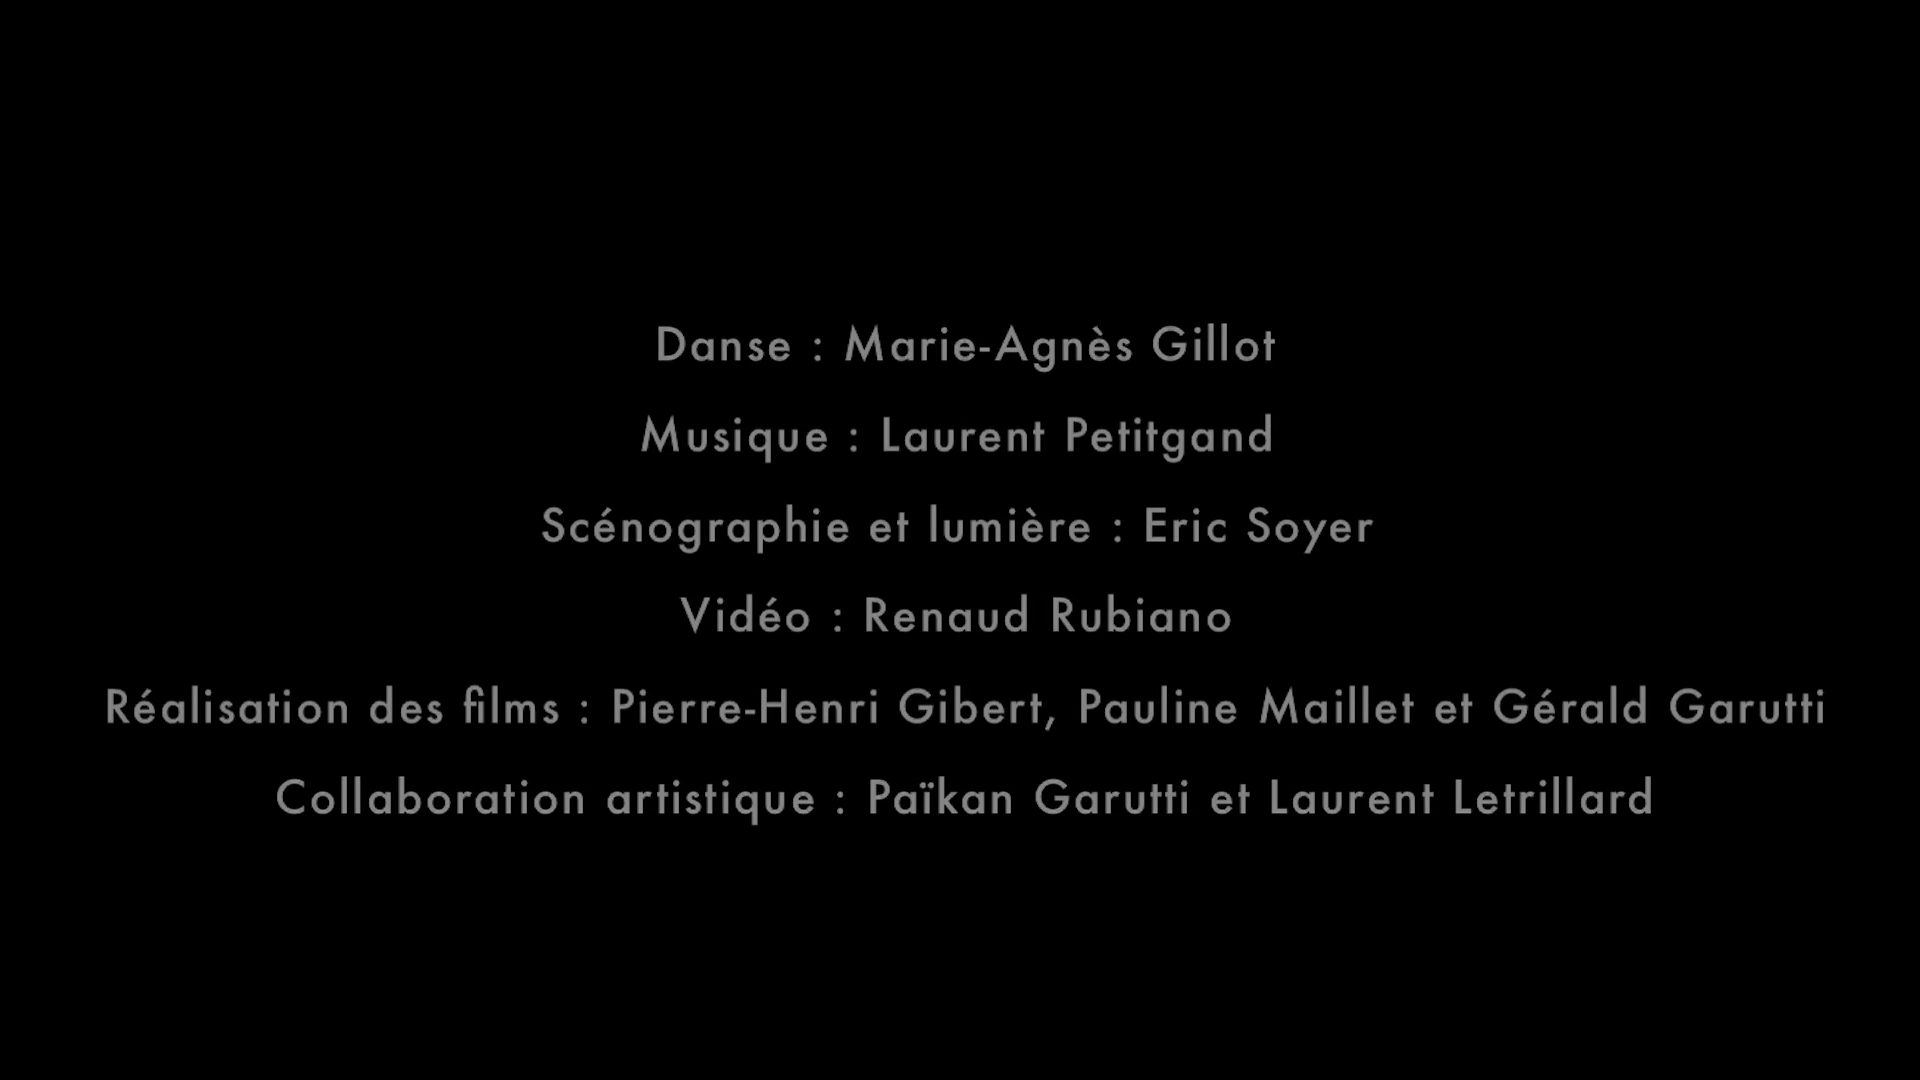 Danse : Marie-Agnès Gillot
Musique : Laurent Petitgand
Scénographie et lumière : Eric Soyer
Vidéo : Renaud Rubiano
Réalisation des films : Pierre-Henri Gibert, Pauline Maillet et Gérald Garutti
Collaboration artistique : Païkan Garutti et Laurent Letrillard